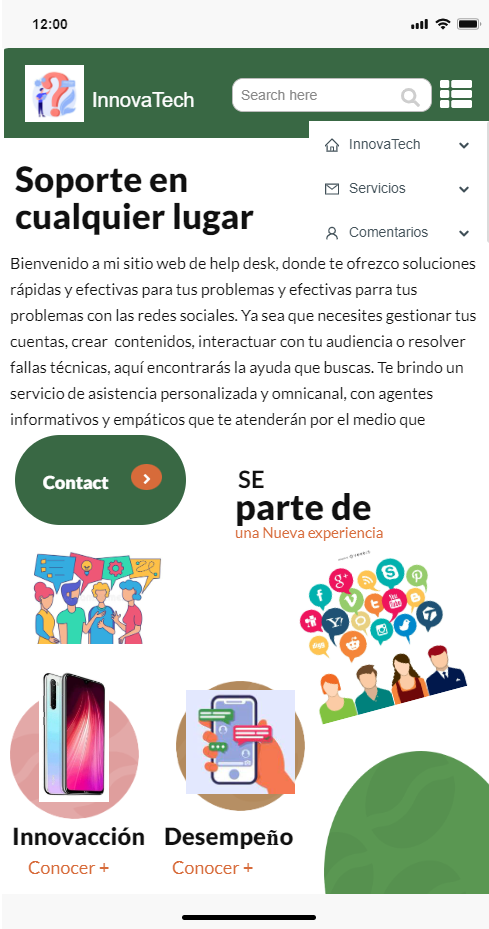 12:00
InnovaTech
Search here
InnovaTech
Servicios
Comentarios
Soporte en
cualquier lugar
Bienvenido a mi sitio web de help desk, donde te ofrezco soluciones
rápidas y efectivas para tus problemas y efectivas parra tus
problemas con las redes sociales. Ya sea que necesites gestionar tus
cuentas, crear  contenidos, interactuar con tu audiencia o resolver
fallas técnicas, aquí encontrarás la ayuda que buscas. Te brindo un
servicio de asistencia personalizada y omnicanal, con agentes
informativos y empáticos que te atenderán por el medio que
Contact
SE
parte de
una Nueva experiencia
g+
You
Tube
Y!
digg
Innovacción
Desempeño
Conocer +
Conocer +